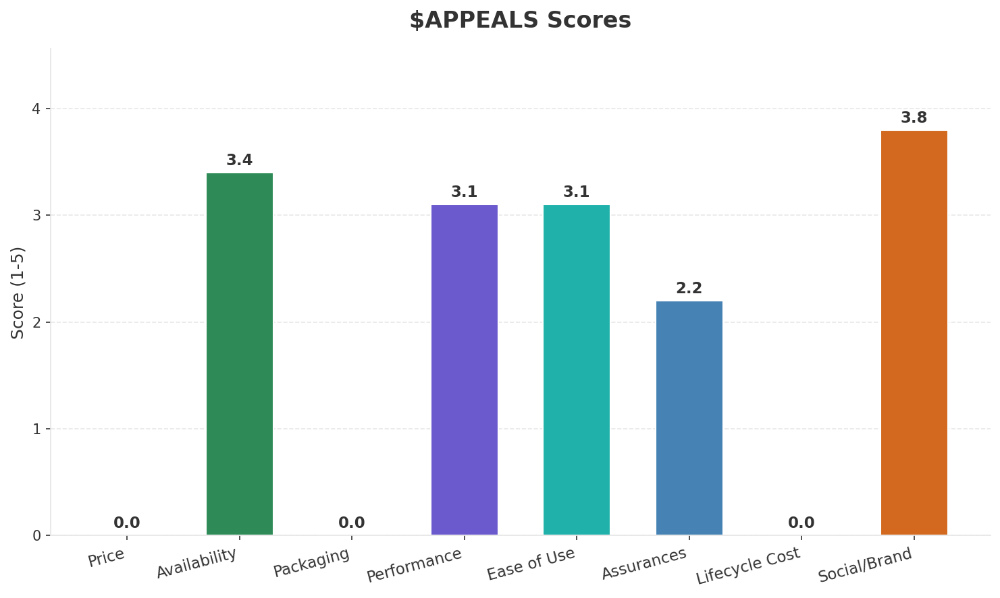 $APPEALS Scores
Score (1-5)
4
3
2
1
0
0.0
3.4
0.0
3.1
3.1
2.2
0.0
3.8
Price
Availability
Packaging
Performance
Ease of Use
Assurances
Lifecycle Cost
Social/Brand